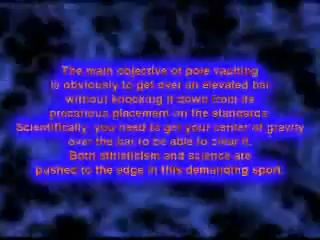 The main objective of pole vaulting
is obviously to get over an elevated bar
without knocking it down from its
precarious placement on the standards.
Scientifically, you need to get your center of gravity
over the bar to be able to clear it.
Both athleticism and science are
pushed to the edge in this demanding sport.